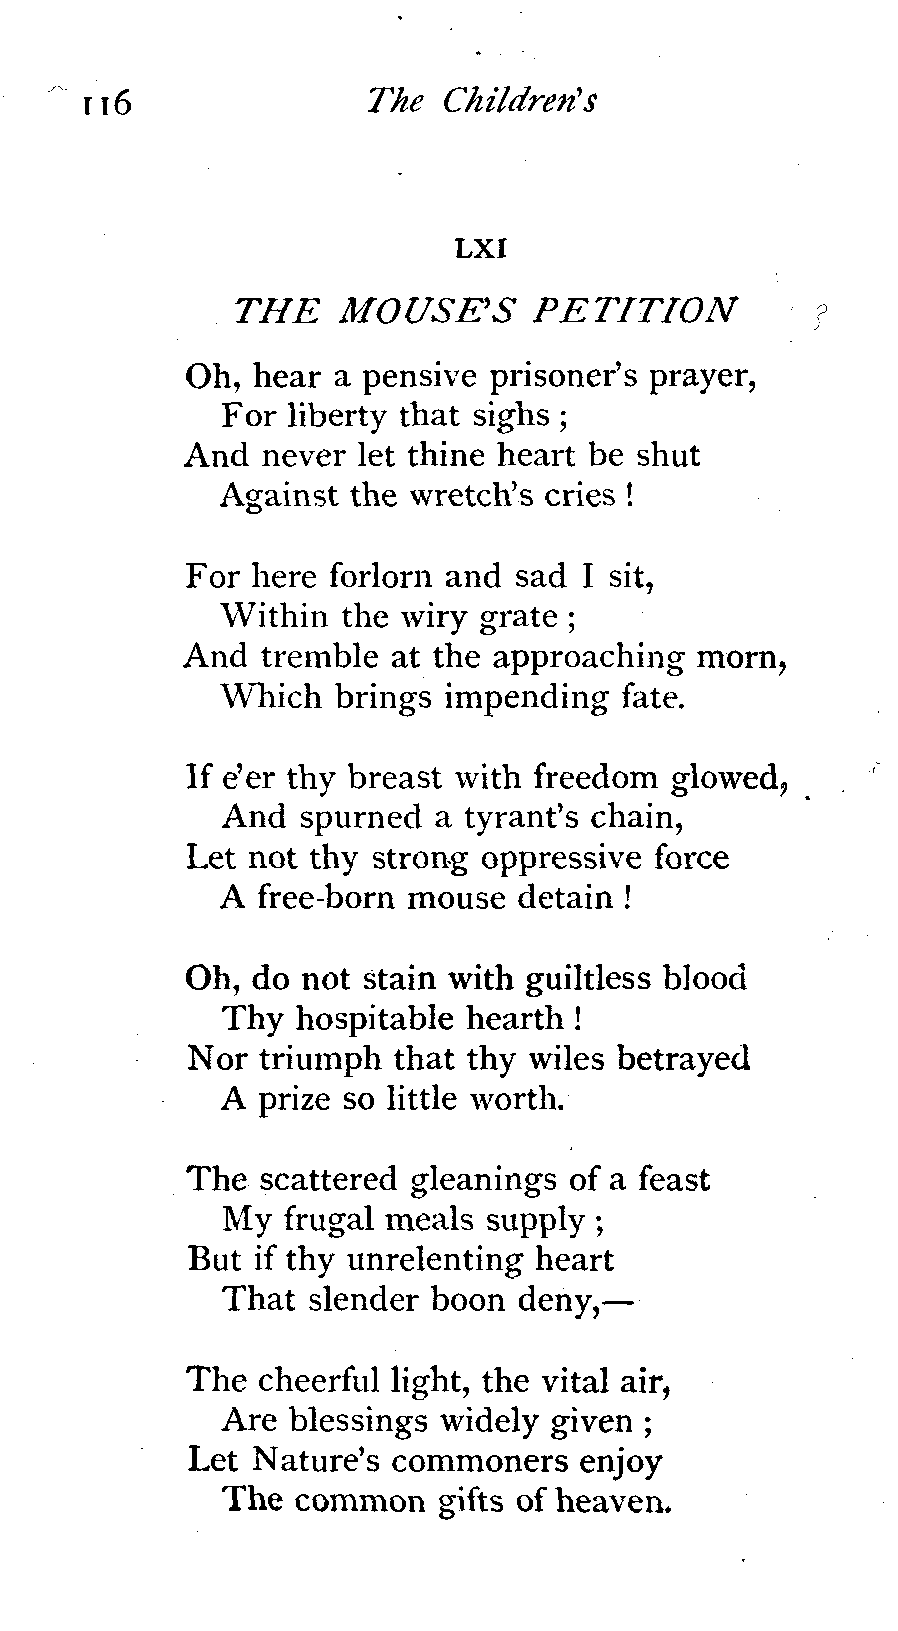 116 The Children's
LXI
THE MOUSE'S PETITION ?
Oh, hear a pensive prisoner's prayer,
For liberty that sighs ;
And never let thine heart be shut
Against the wretch's cries !
For here forlorn and sad I sit,
Within the wiry grate ;
And tremble at the approaching morn,
Which brings impending fate.
If e'er thy breast with freedom glowed,
And spurned a tyrant's chain,
Let not thy strong oppressive force
A free-born mouse detain !
Oh, do not stain with guiltless blood
Thy hospitable hearth !
Nor triumph that thy wiles betrayed
A prize so little worth.
The scattered gleanings of a feast
My frugal meals supply ;
But if thy unrelenting heart
That slender boon deny,—
The cheerful light, the vital air,
Are blessings widely given ;
Let Nature's commoners enjoy
The common gifts of heaven.